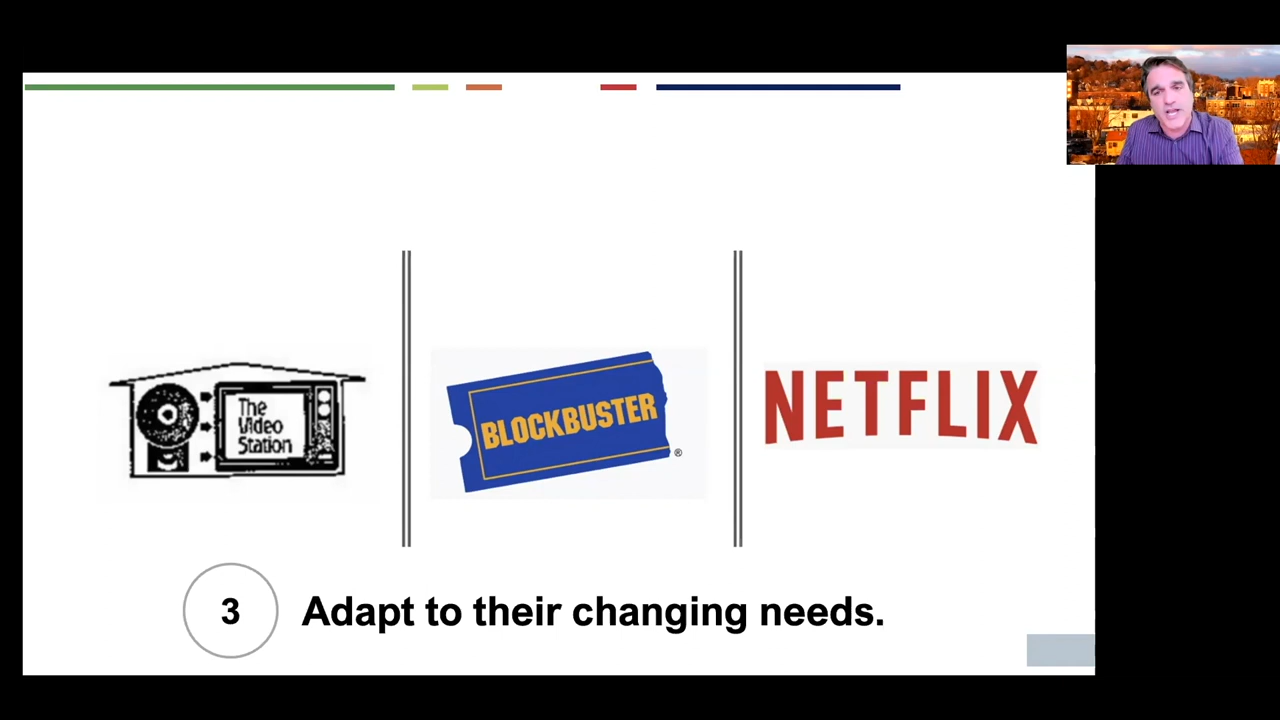 The
Video
Station
BLOCKBUSTER
®
NETFLIX
3 Adapt to their changing needs.